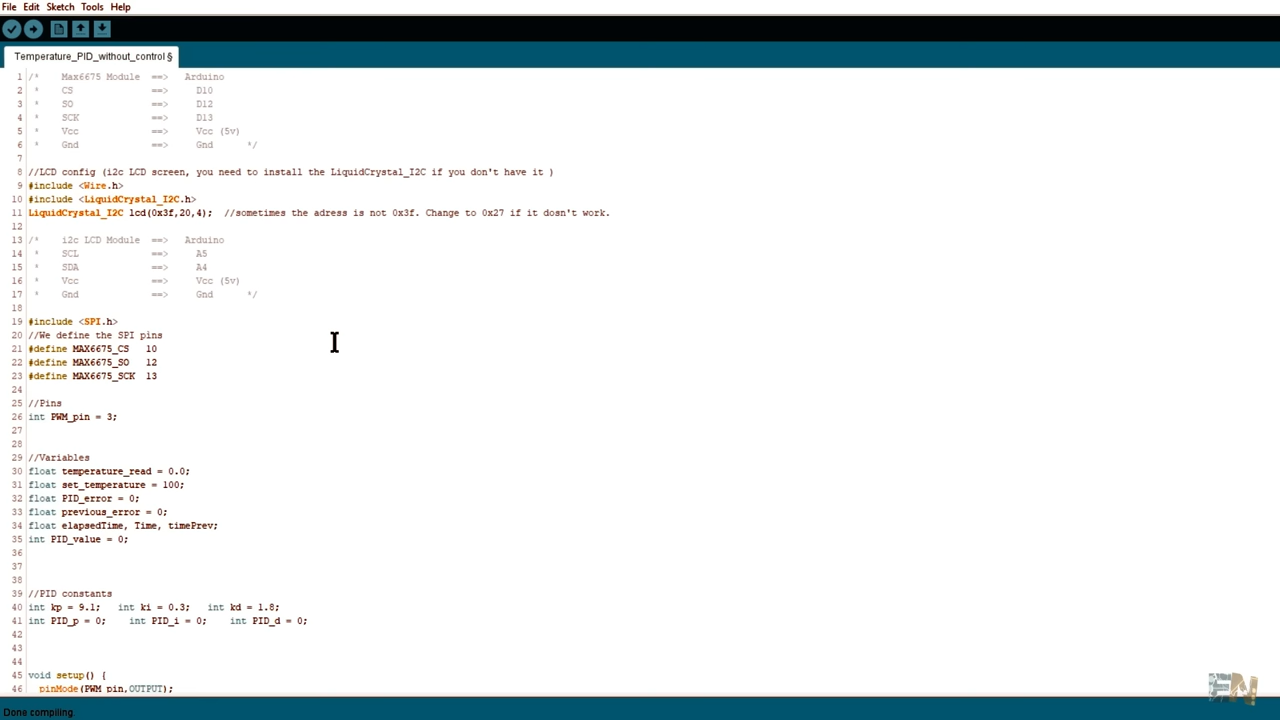 File Edit Sketch Tools Help
Temperature_PID_without_control §
1 /* Max6675 Module ==> Arduino
2 * CS ==> D10
3 * SO ==> D12
4 * SCK ==> D13
5 * Vcc ==> Vcc (5v)
6 * Gnd ==> Gnd */
7
8 //LCD config (i2c LCD screen, you need to install the LiquidCrystal_I2C if you don't have it )
9 #include <Wire.h>
10 #include <LiquidCrystal_I2C.h>
11 LiquidCrystal_I2C lcd(0x3f,20,4); //sometimes the adress is not 0x3f. Change to 0x27 if it dosn't work.
12
13 /* i2c LCD Module ==> Arduino
14 * SCL ==> A5
15 * SDA ==> A4
16 * Vcc ==> Vcc (5v)
17 * Gnd ==> Gnd */
18
19 #include <SPI.h>
20 //We define the SPI pins
21 #define MAX6675_CS 10
22 #define MAX6675_SO 12
23 #define MAX6675_SCK 13
24
25 //Pins
26 int PWM_pin = 3;
27
28
29 //Variables
30 float temperature_read = 0.0;
31 float set_temperature = 100;
32 float PID_error = 0;
33 float previous_error = 0;
34 float elapsedTime, Time, timePrev;
35 int PID_value = 0;
36
37
38
39 //PID constants
40 int kp = 9.1; int ki = 0.3; int kd = 1.8;
41 int PID_p = 0; int PID_i = 0; int PID_d = 0;
42
43
44
45 void setup() {
46 pinMode(PWM_pin,OUTPUT);
Done compiling.
EN